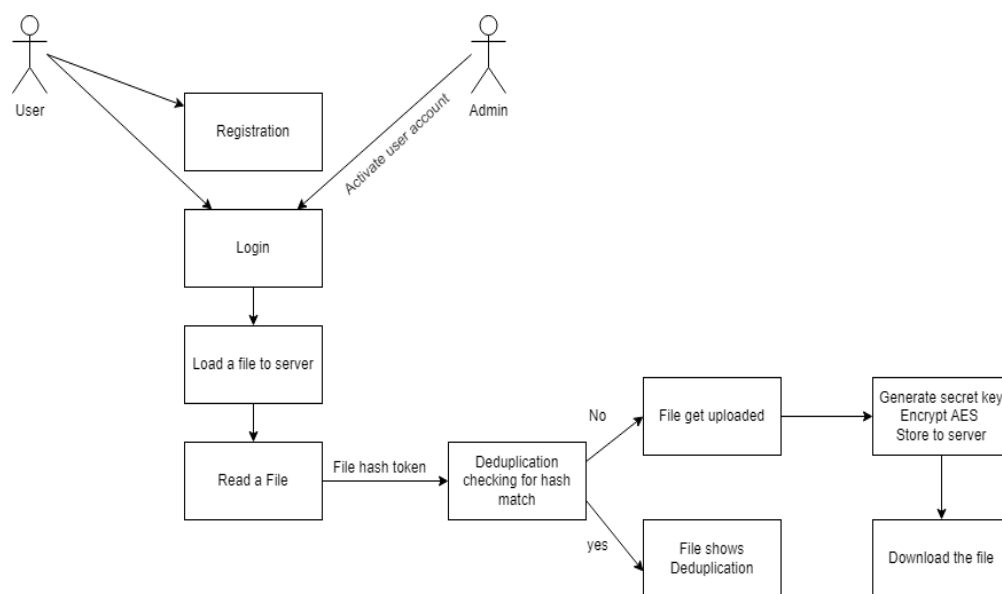 User
Admin
Registration
Activate user account
Login
Load a file to server
Read a File
File hash token
Deduplication
checking for hash
match
No
File get uploaded
Generate secret key
Encrypt AES
Store to server
yes
File shows
Deduplication
Download the file